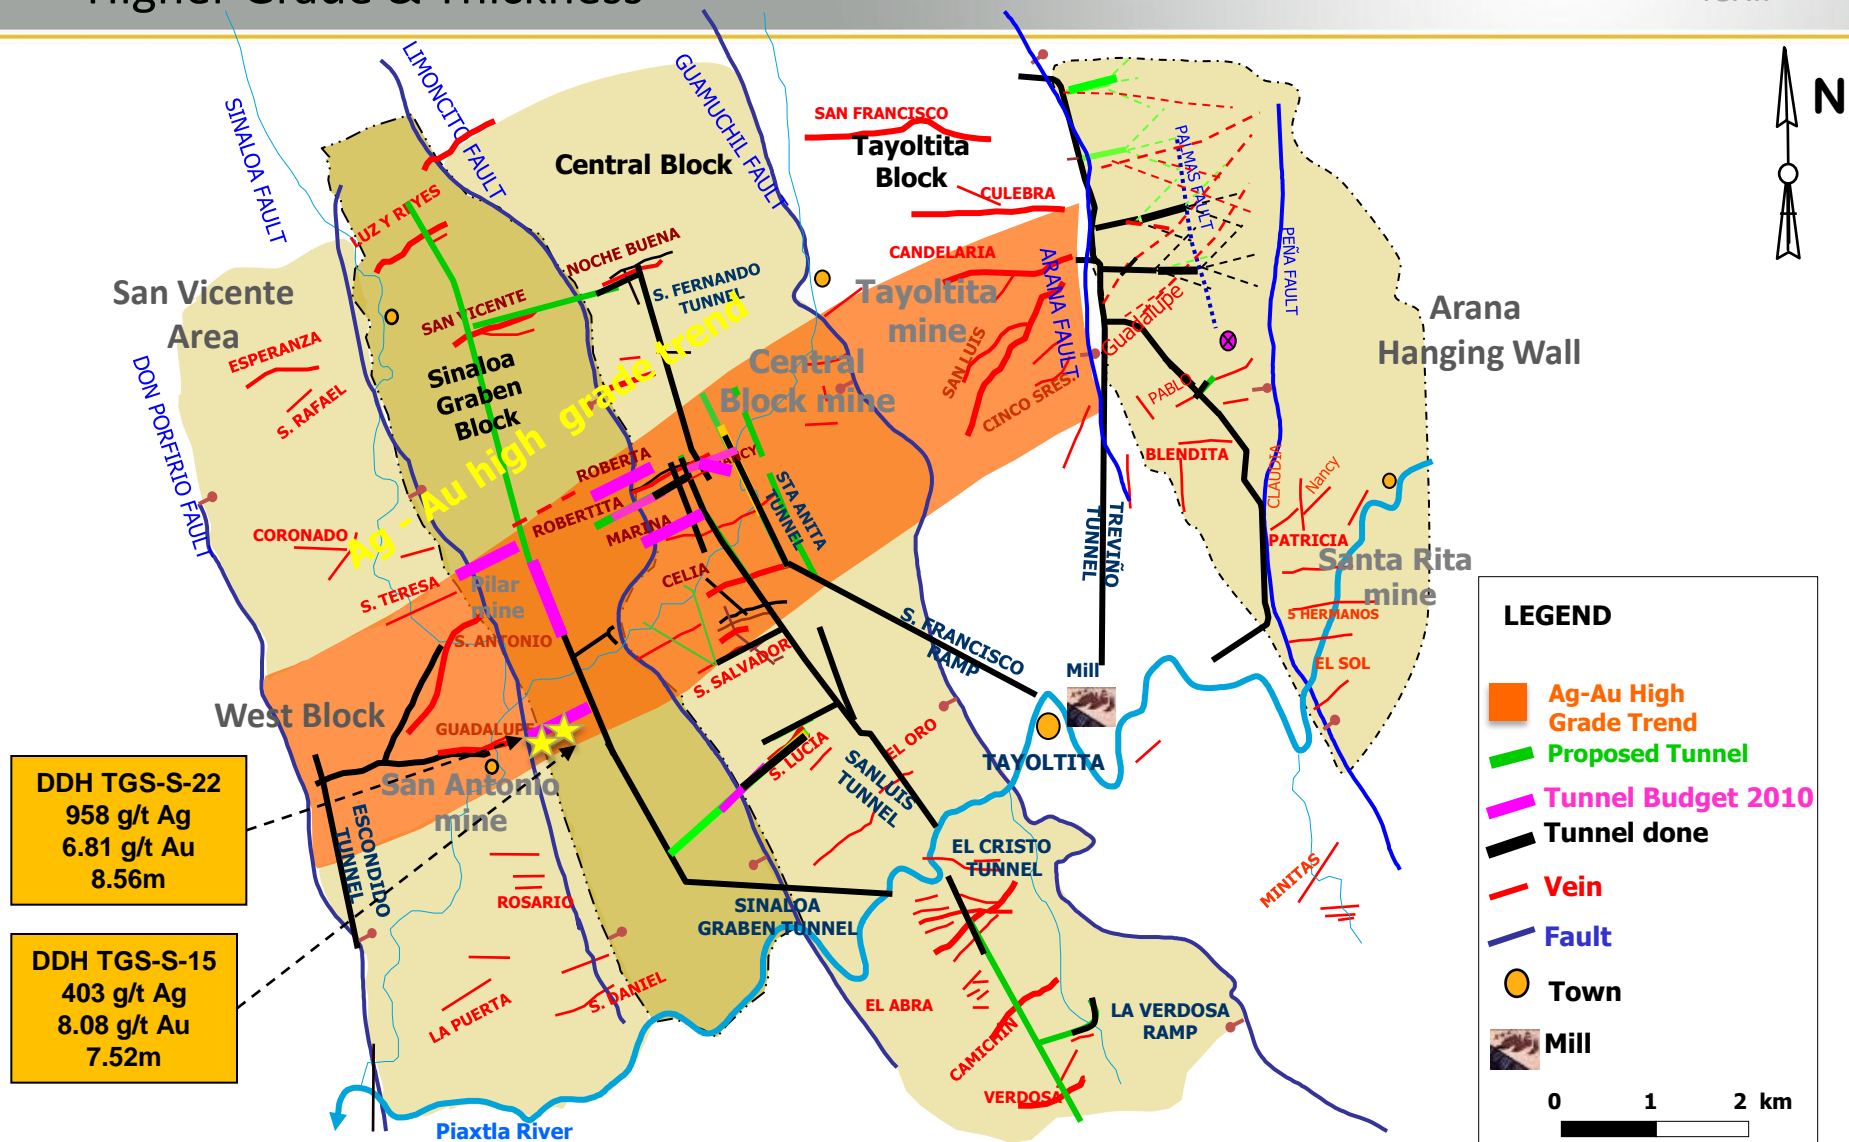 SAN FRANCISCO
Tayoltita
Block
Central Block
CULEBRA
CANDELARIA
LIMONCITO FAULT
SINALOA FAULT
GUAMUCHIL FAULT
PALMAS FAULT
PEÑA FAULT
ARANA FAULT
DON PORFIRIO FAULT
N
LUZ Y REYES
NOCHE BUENA
S. FERNANDO
TUNNEL
San Vicente
Area
SAN VICENTE
ESPERANZA
S. RAFAEL
Sinaloa
Graben
Block
Ag - Au high grade trend
Tayoltita
mine
Central
Block mine
SAN LUIS
CINCO SRES.
Guadalupe
PABLO
Arana
Hanging Wall
BLENDITA
CLAUDIA
Nancy
PATRICIA
Santa Rita
mine
5 HERMANOS
EL SOL
CORONADO
ROBERTA
ROBERTITA
MARINA
CELIA
STA ANITA
TUNNEL
TREVIÑO
TUNNEL
S. TERESA
Pilar
mine
S. ANTONIO
S. SALVADOR
S. FRANCISCO
RAMP
Mill
TAYOLTITA
West Block
GUADALUPE
San Antonio
mine
ESCONDIDO
TUNNEL
S. LUCIA
EL ORO
SANLUIS
TUNNEL
DDH TGS-S-22
958 g/t Ag
6.81 g/t Au
8.56m
DDH TGS-S-15
403 g/t Ag
8.08 g/t Au
7.52m
EL CRISTO
TUNNEL
ROSARIO
SINALOA
GRABEN TUNNEL
MINITAS
LA PUERTA
S. DANIEL
EL ABRA
CAMICHIN
LA VERDOSA
RAMP
VERDOSA
Piaxtla River
LEGEND
Ag-Au High
Grade Trend
Proposed Tunnel
Tunnel Budget 2010
Tunnel done
Vein
Fault
Town
Mill
0 1 2 km